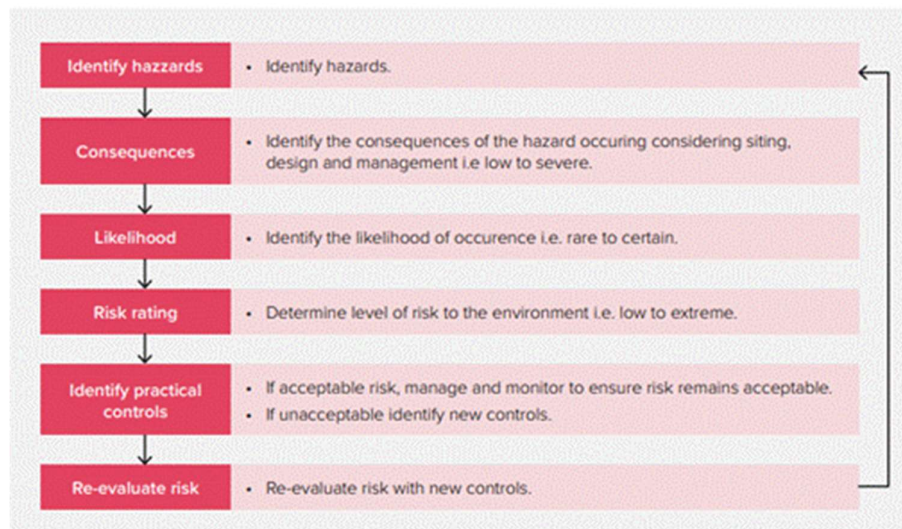 Identify hazzards
• Identify hazards.
Consequences
• Identify the consequences of the hazard occuring considering siting,
design and management i.e low to severe.
Likelihood
• Identify the likelihood of occurence i.e. rare to certain.
Risk rating
• Determine level of risk to the environment i.e. low to extreme.
Identify practical
controls
• If acceptable risk, manage and monitor to ensure risk remains acceptable.
• If unacceptable identify new controls.
Re-evaluate risk
• Re-evaluate risk with new controls.